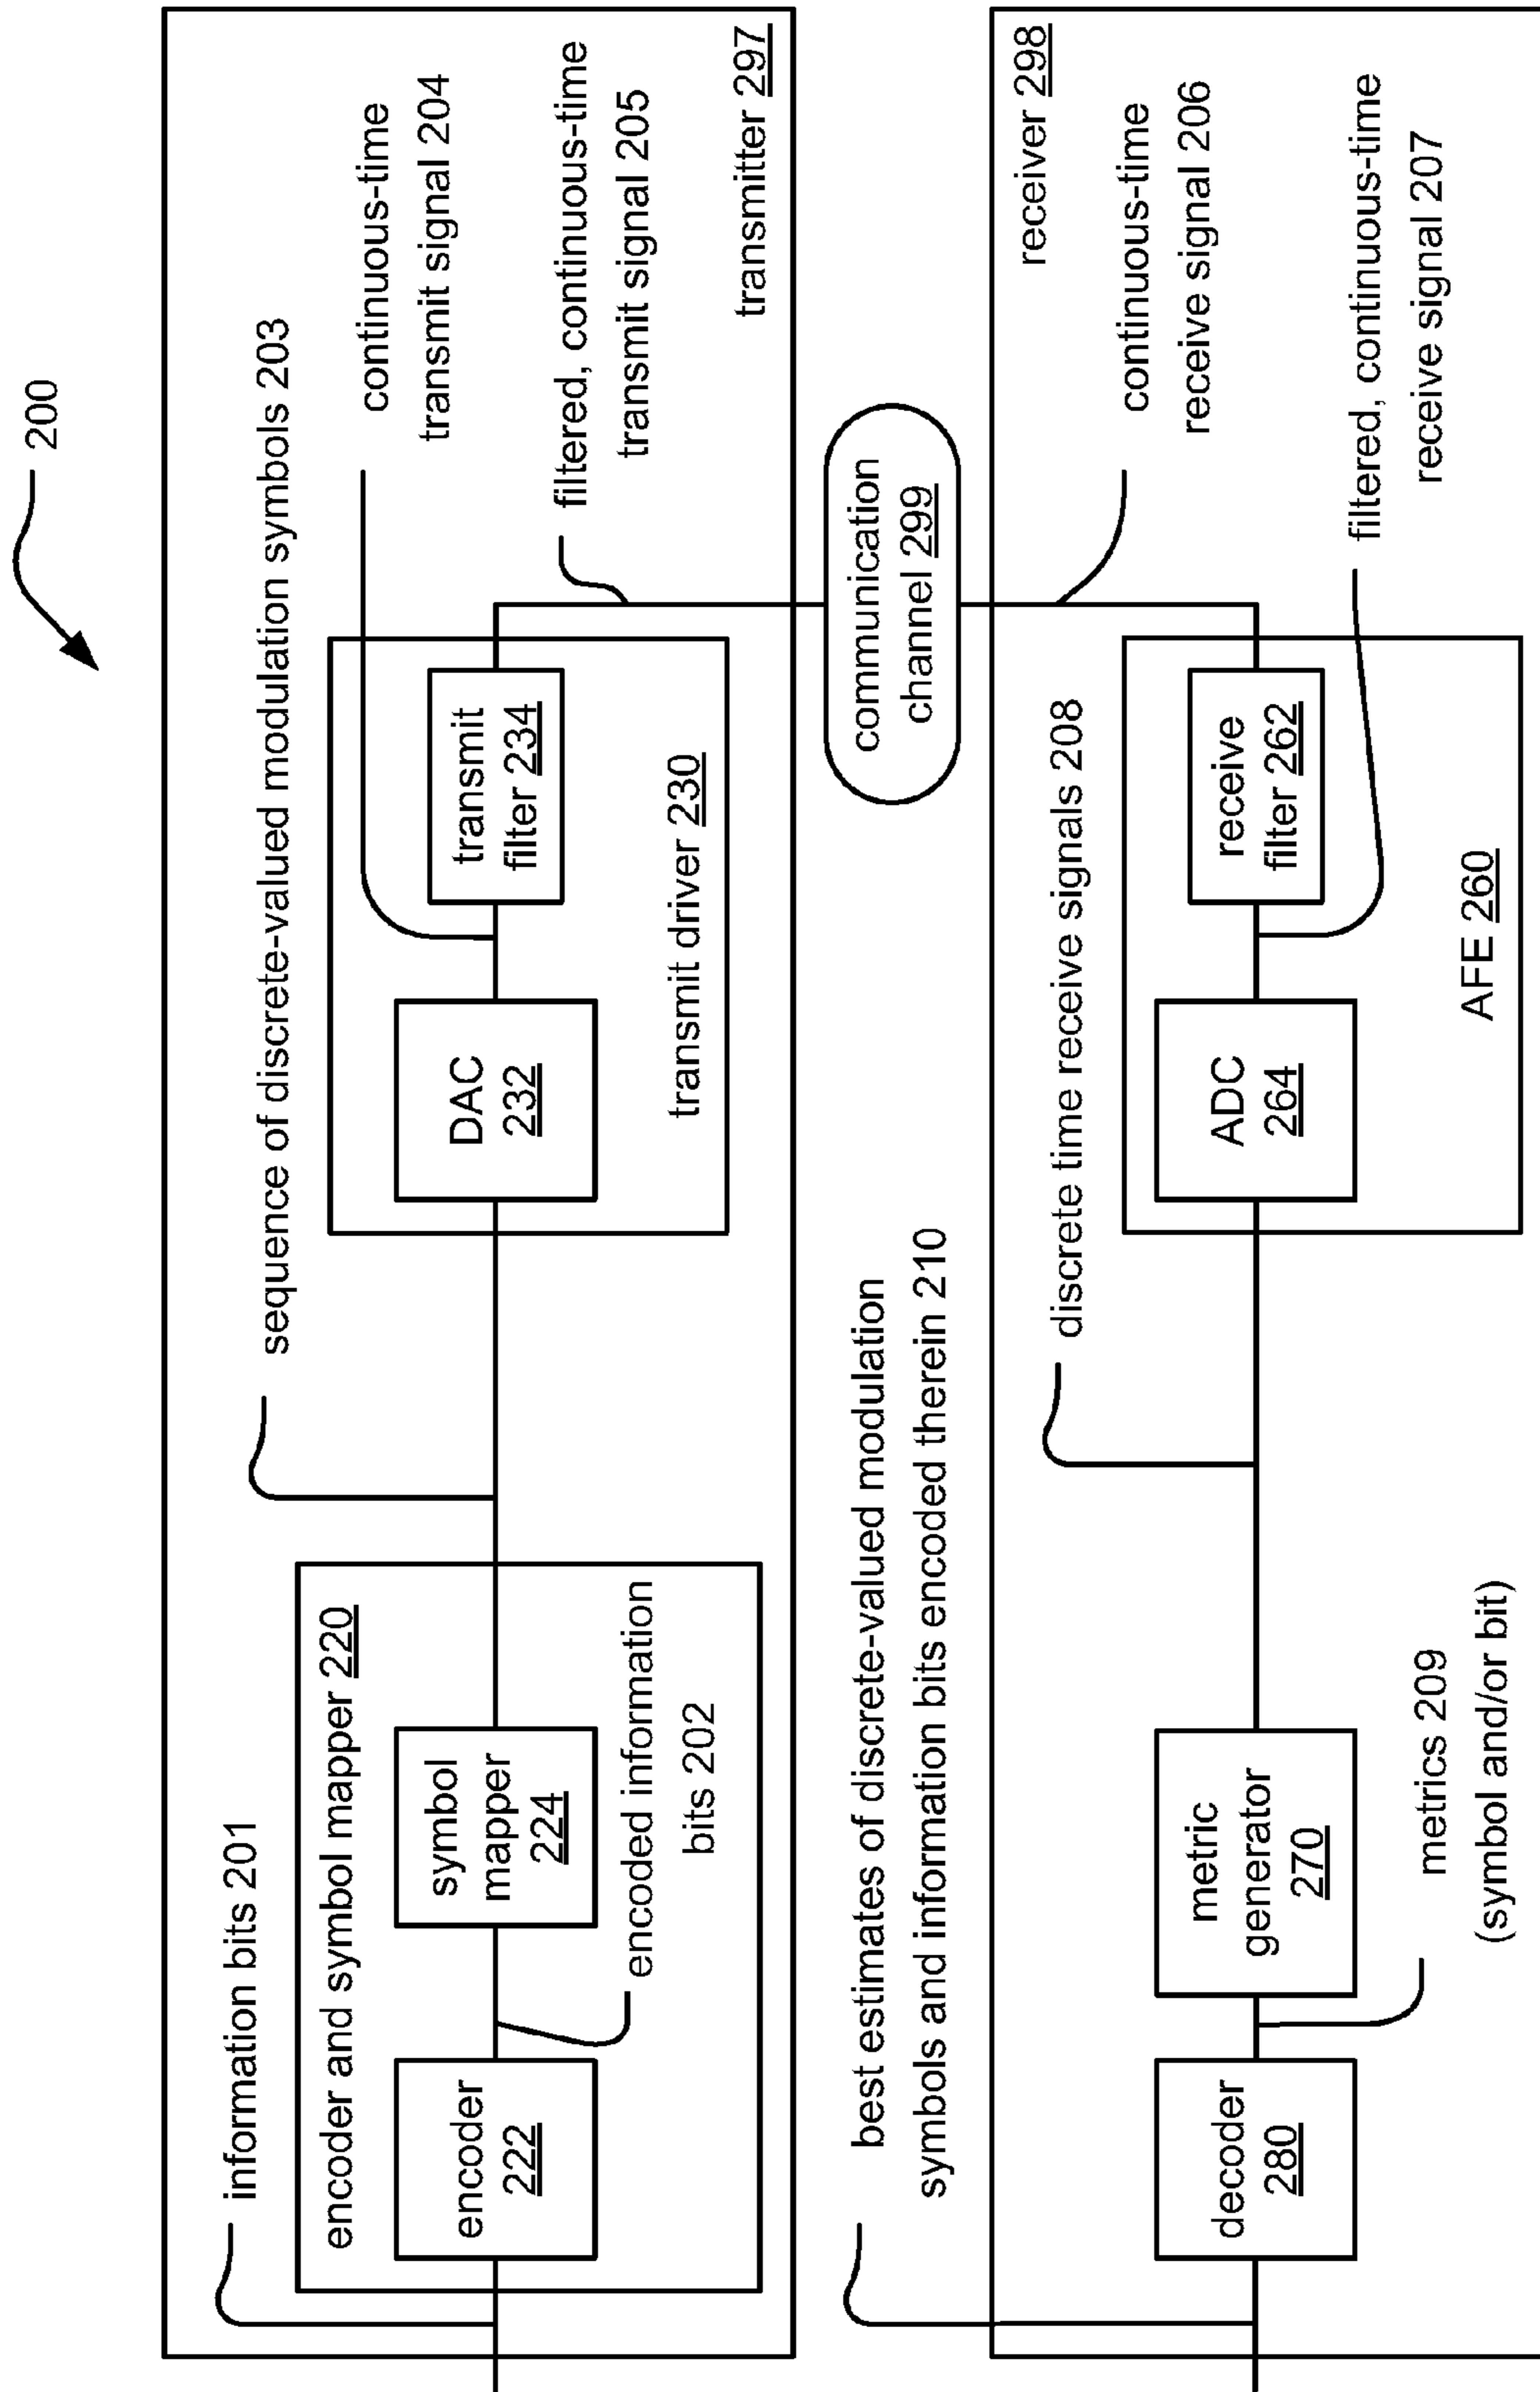 200
information bits 201
sequence of discrete-valued modulation symbols 203
continuous-time
transmit signal 204
encoder and symbol mapper 220
encoder
222
symbol
mapper
224
encoded information
bits 202
DAC
232
transmit
filter 234
transmit driver 230
filtered, continuous-time
transmit signal 205
transmitter 297
communication
channel 299
best estimates of discrete-valued modulation
symbols and information bits encoded therein 210
receiver 298
discrete time receive signals 208
continuous-time
receive signal 206
decoder
280
metric
generator
270
metrics 209
(symbol and/or bit)
ADC
264
receive
filter 262
AFE 260
filtered, continuous-time
receive signal 207